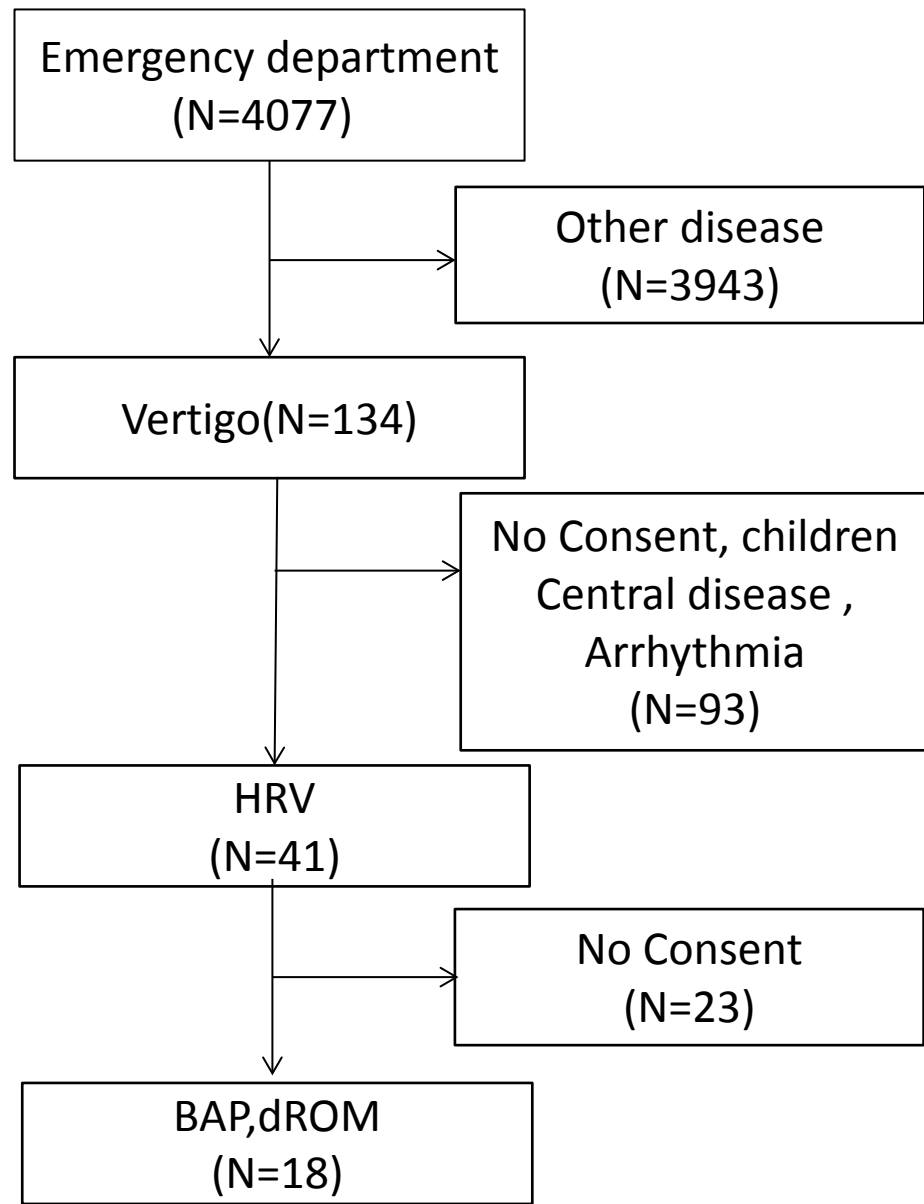 Emergency department
(N=4077)
Other disease
(N=3943)
Vertigo(N=134)
No Consent, children
Central disease ,
Arrhythmia
(N=93)
HRV
(N=41)
No Consent
(N=23)
BAP,dROM
(N=18)